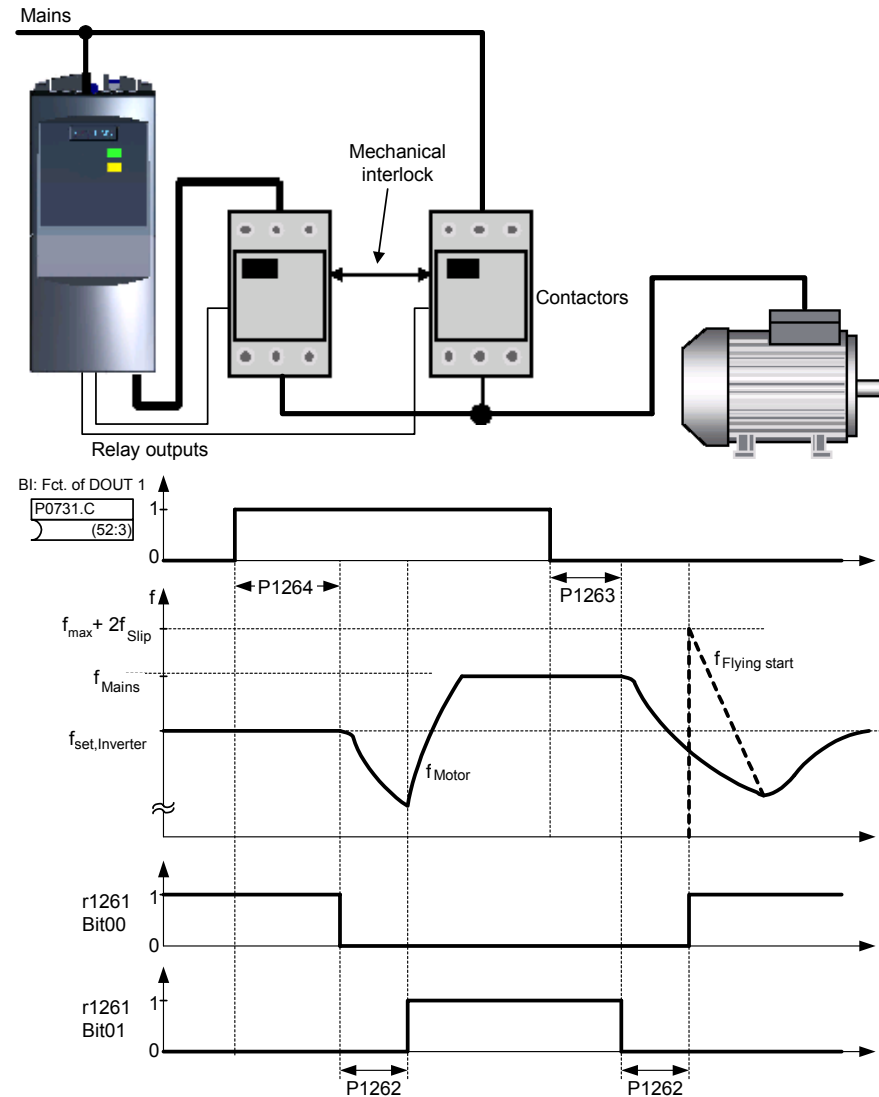 Mains
Mechanical
interlock
Contactors
Relay outputs
BI: Fct. of DOUT 1
P0731.C
(52:3)
1
0
P1264
P1263
f
fmax+ 2fSlip
fMains
fset,Inverter
fFlying start
fMotor
r1261
Bit00
1
0
r1261
Bit01
1
0
P1262
P1262